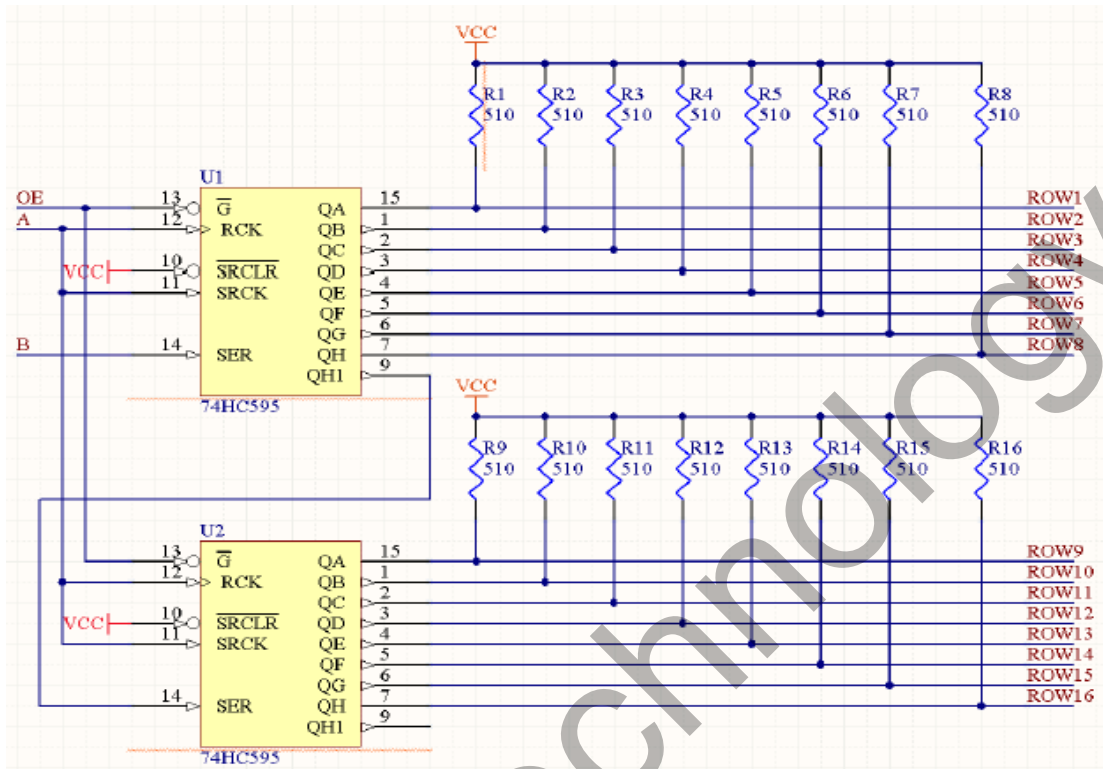 VCC
R1 R2 R3 R4 R5 R6 R7 R8
510 510 510 510 510 510 510 510
U1
OE 13 G QA 15 ROW1
A 12 RCK QB 1 ROW2
QC 2 ROW3
VCC 10 SRCLR QD 3 ROW4
11 SRCK QE 4 ROW5
QF 5 ROW6
QG 6 ROW7
B 14 SER QH 7 ROW8
QH1 9
74HC595
VCC
R9 R10 R11 R12 R13 R14 R15 R16
510 510 510 510 510 510 510 510
U2
13 G QA 15 ROW9
12 RCK QB 1 ROW10
QC 2 ROW11
VCC 10 SRCLR QD 3 ROW12
11 SRCK QE 4 ROW13
QF 5 ROW14
QG 6 ROW15
14 SER QH 7 ROW16
QH1 9
74HC595